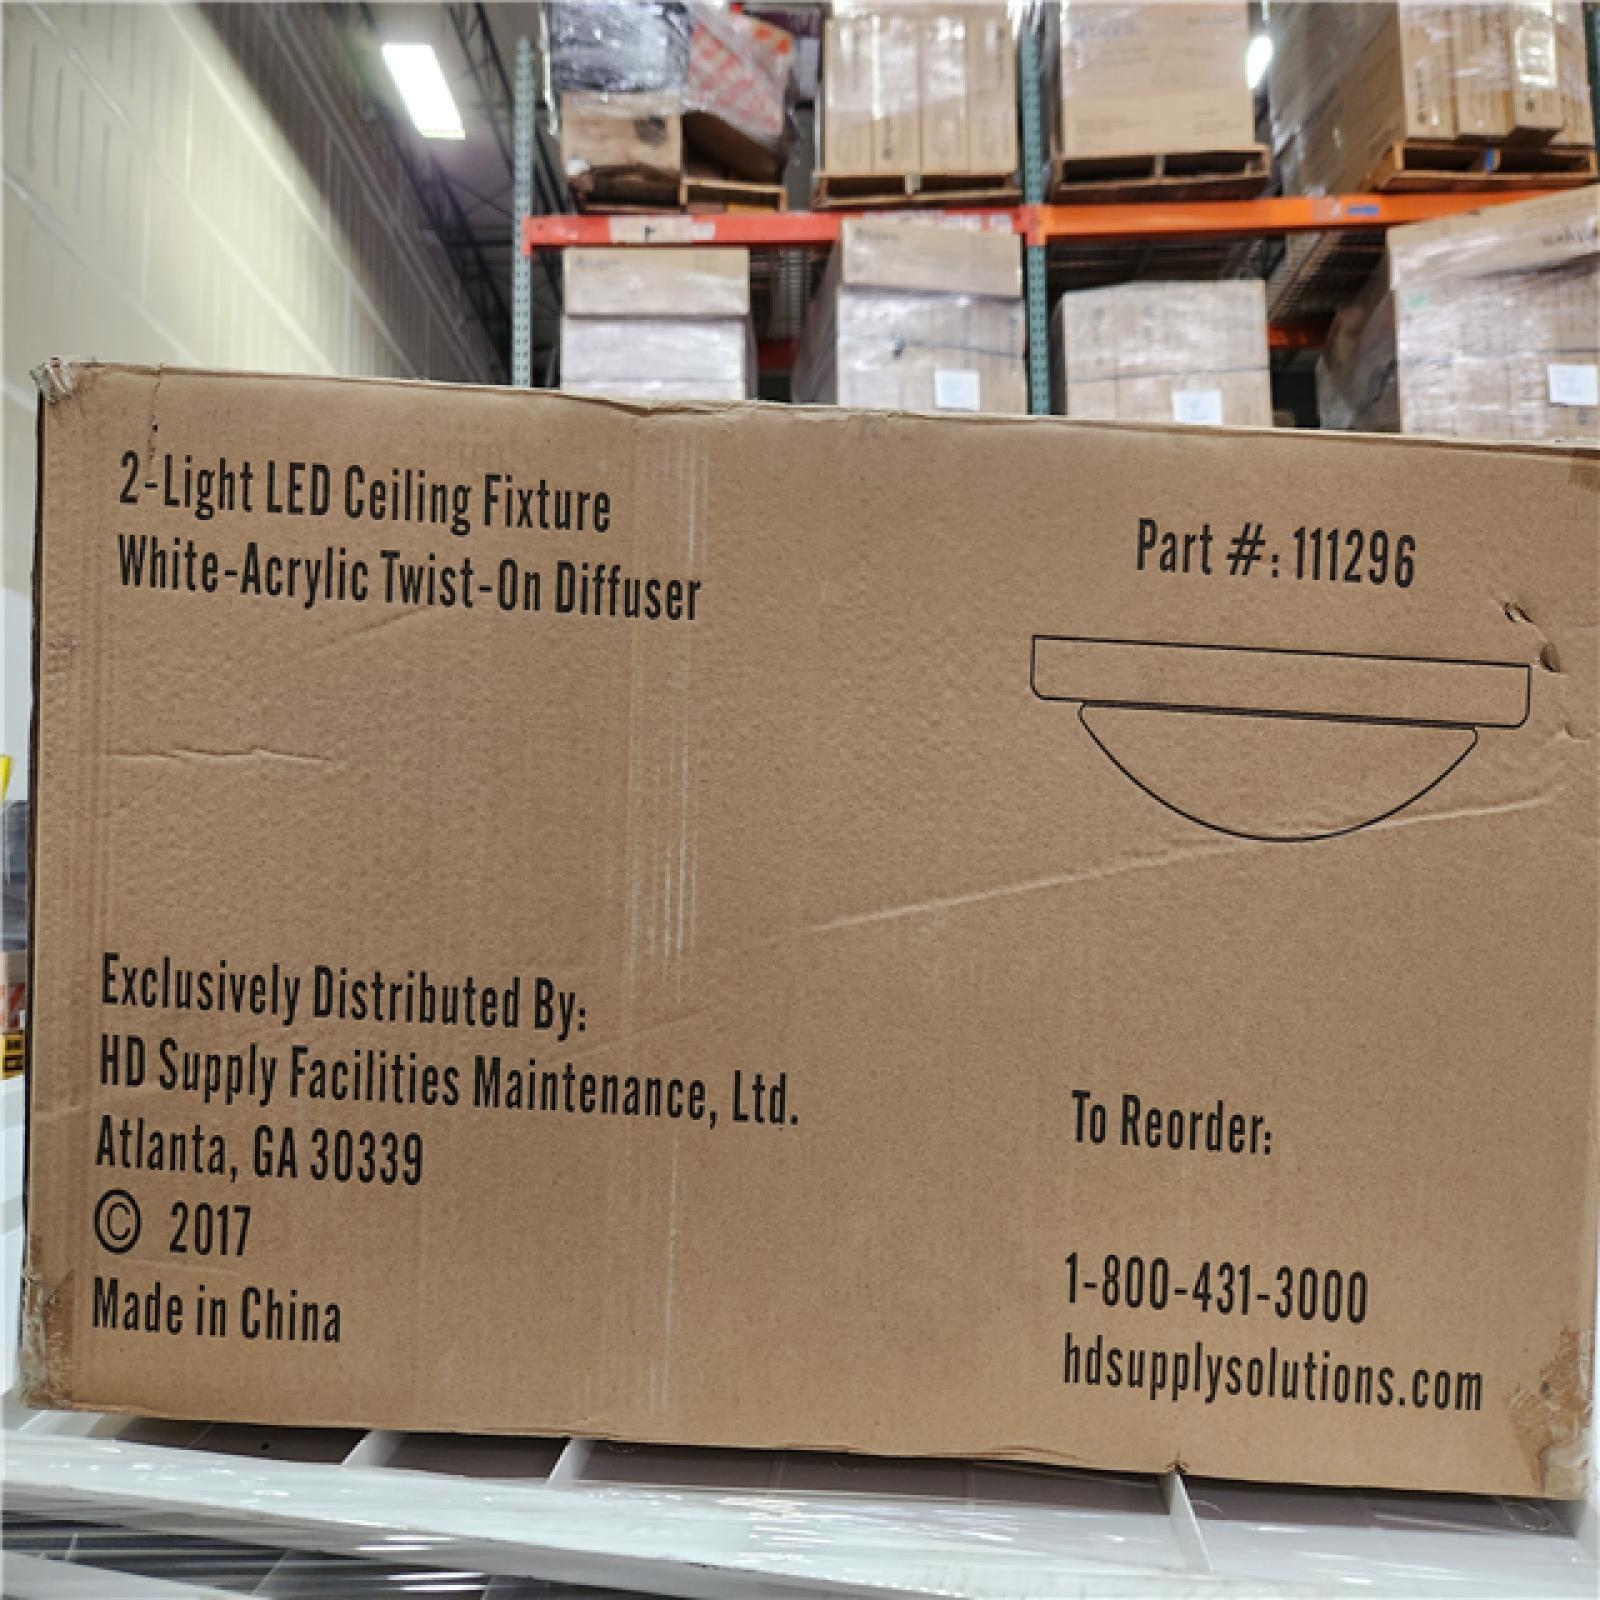 2-Light LED Ceiling Fixture
White-Acrylic Twist-On Diffuser
Part #: 111296
Exclusively Distributed By:
HD Supply Facilities Maintenance, Ltd.
Atlanta, GA 30339
© 2017
Made in China
To Reorder:
1-800-431-3000
hdsupplysolutions.com